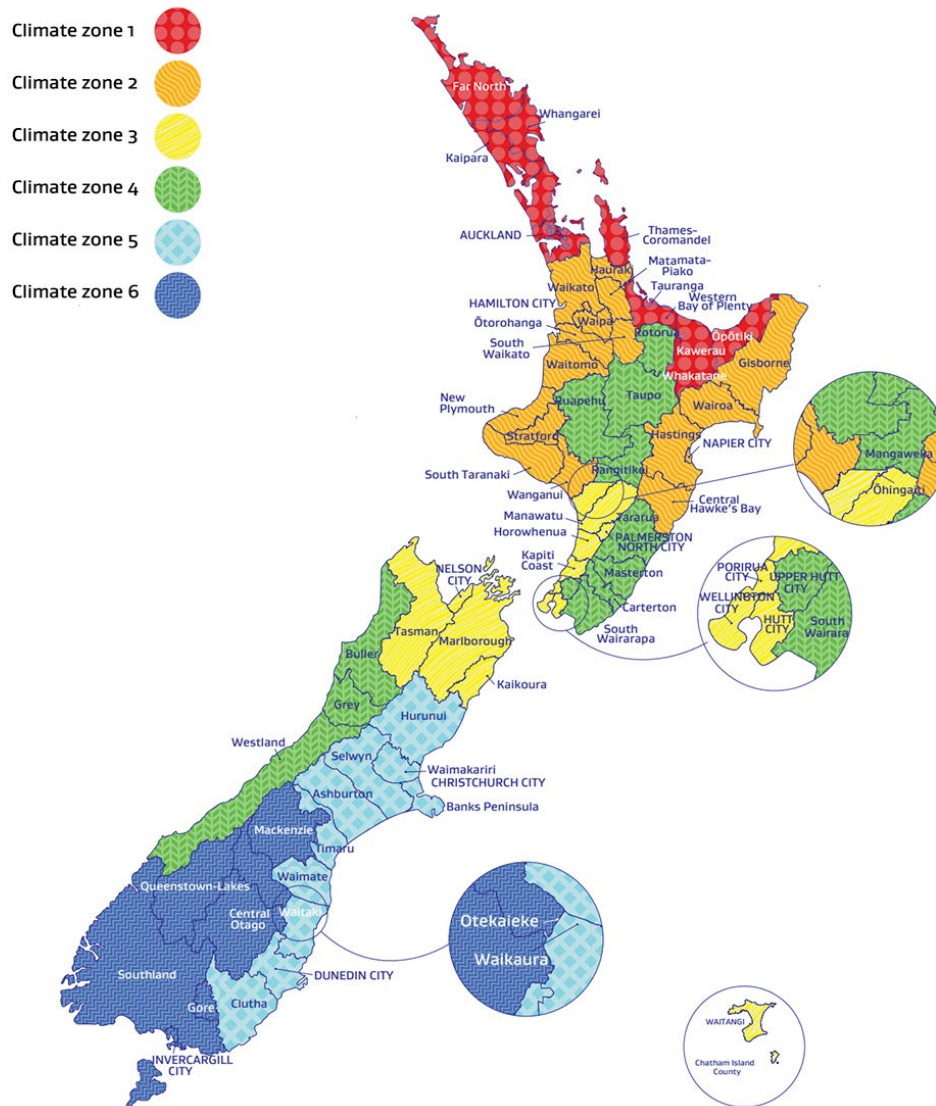 Climate zone 1
Climate zone 2
Climate zone 3
Climate zone 4
Climate zone 5
Climate zone 6
Far North
Whangarei
Kaipara
AUCKLAND
Thames-
Coromandel
Hauraki
Matamata-
Piako
Waikato
Tauranga
HAMILTON CITY
Western
Bay of Plenty
Waipa
Ōtorohanga
Rotorua
Ōpōtiki
South
Waikato
Kawerau
Gisborne
Waitomo
Whakatane
Ruapehu
Taupo
Wairoa
New
Plymouth
Stratford
Hastings
NAPIER CITY
South Taranaki
Rangitikei
Wanganui
Central
Hawke's Bay
Manawatu
Tararua
Horowhenua
PALMERSTON
NORTH CITY
Kapiti
Coast
Masterton
Carterton
South
Wairarapa
Mangaweka
Ōhingaiti
PORIRUA
CITY
UPPER HUTT
CITY
WELLINGTON
CITY
HUTT
CITY
South
Wairara
NELSON
CITY
Tasman
Marlborough
Buller
Kaikoura
Grey
Hurunui
Westland
Selwyn
Waimakariri
CHRISTCHURCH CITY
Ashburton
Banks Peninsula
Mackenzie
Timaru
Waimate
Queenstown-Lakes
Central
Otago
Waitaki
Southland
DUNEDIN CITY
Clutha
Gore
INVERCARGILL
CITY
Otekaieke
Waikaura
WAITANGI
Chatham Island
County